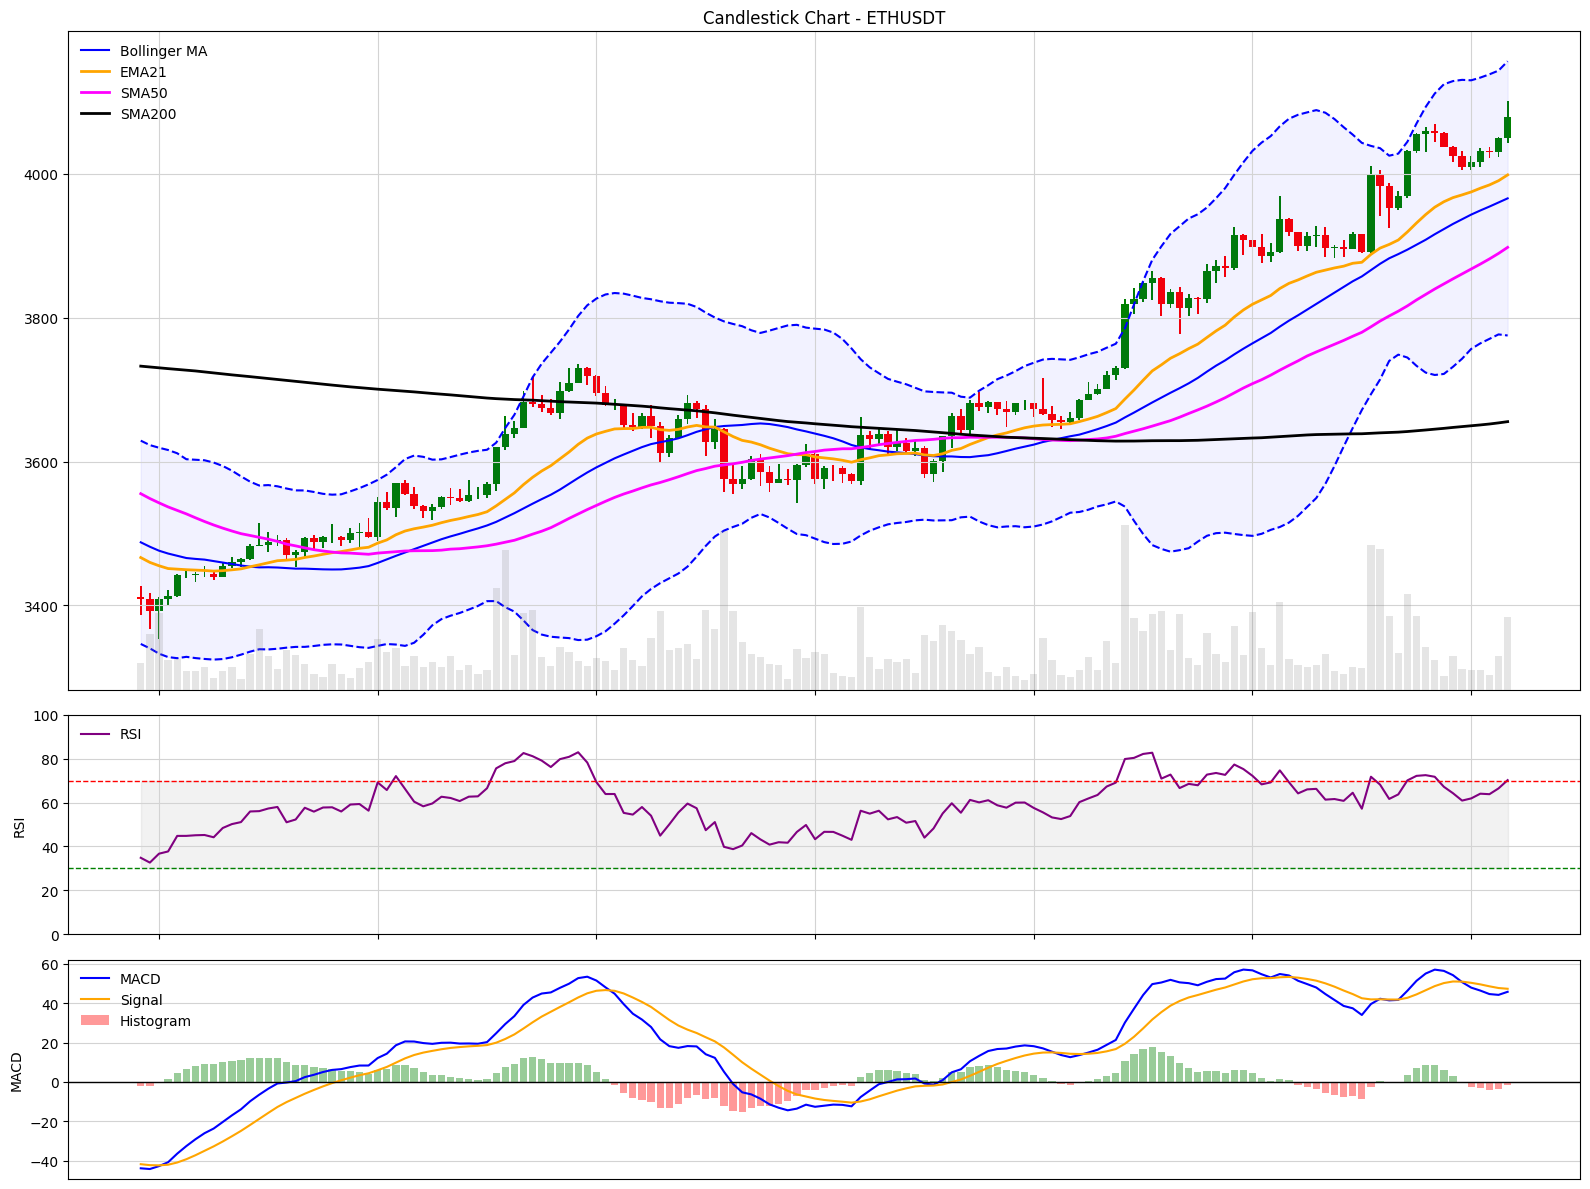 Candlestick Chart - ETHUSDT
Bollinger MA
EMA21
SMA50
SMA200
4000
3800
3600
3400
100
RSI
80
60
RSI
40
20
0
60
MACD
40
Signal
Histogram
20
MACD
0
−20
−40